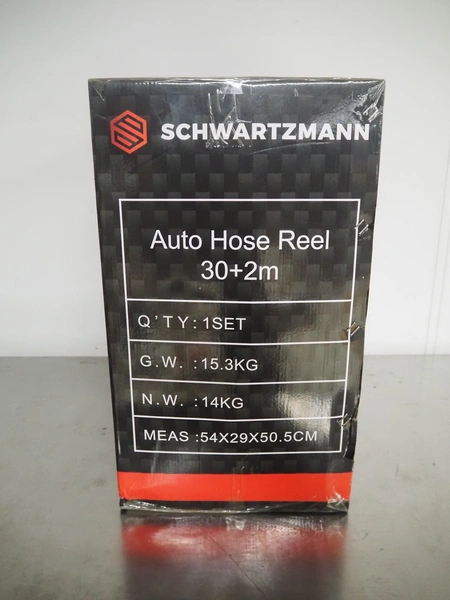 SCHWARTZMANN
Auto Hose Reel
30+2m
Q'TY:1SET
G.W. :15.3KG
N.W. :14KG
MEAS :54X29X50.5CM